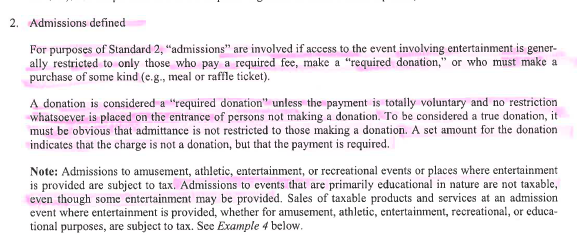 2. Admissions defined
For purposes of Standard 2, “admissions” are involved if access to the event involving entertainment is gener-
ally restricted to only those who pay a required fee, make a “required donation,” or who must make a
purchase of some kind (e.g., meal or raffle ticket).
A donation is considered a “required donation” unless the payment is totally voluntary and no restriction
whatsoever is placed on the entrance of persons not making a donation. To be considered a true donation, it
must be obvious that admittance is not restricted to those making a donation. A set amount for the donation
indicates that the charge is not a donation, but that the payment is required.
Note: Admissions to amusement, athletic, entertainment, or recreational events or places where entertainment
is provided are subject to tax. Admissions to events that are primarily educational in nature are not taxable,
even though some entertainment may be provided. Sales of taxable products and services at an admission
event where entertainment is provided, whether for amusement, athletic, entertainment, recreational, or educa-
tional purposes, are subject to tax. See Example 4 below.